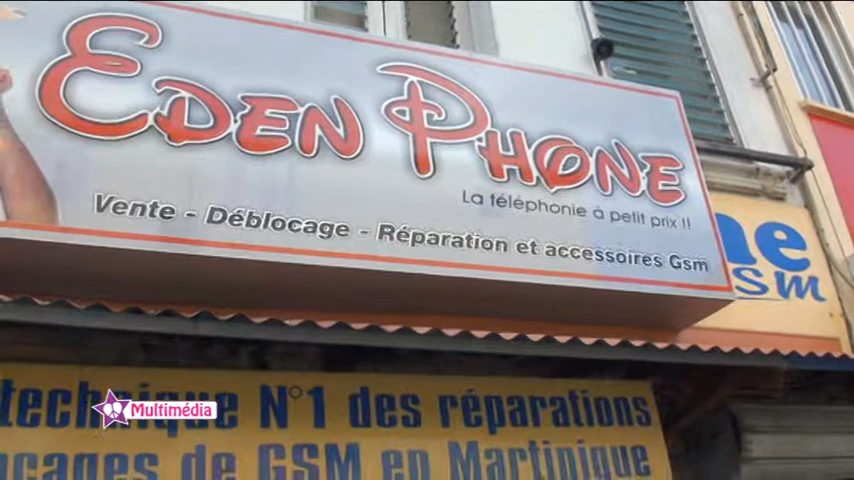 EDEN PHONE
La téléphonie à petit prix !!
Vente - Déblocage - Réparation et accessoires Gsm
ne
sm
technique N°1 des réparations
Multimédia
cages de GSM en Martinique